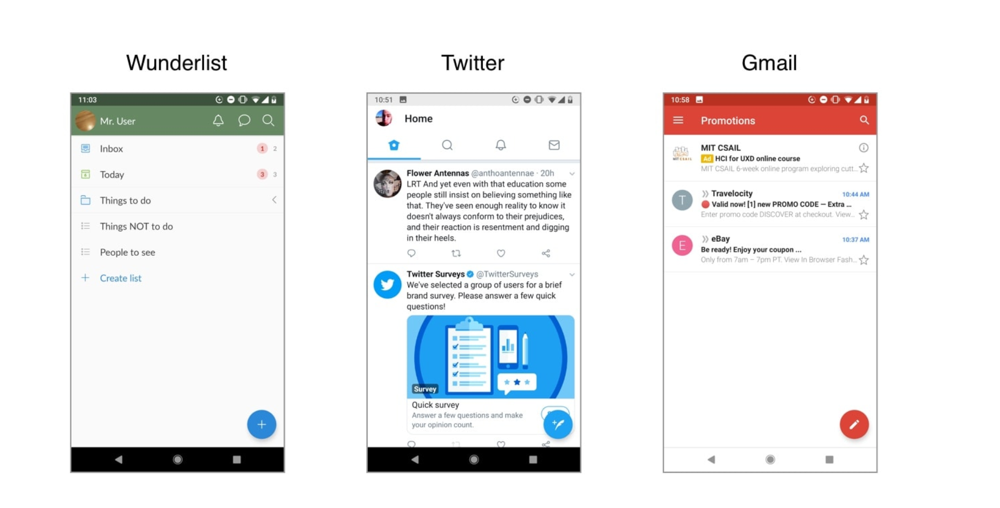 Wunderlist
11:03
Mr. User
Inbox 1 2
Today 3 3
Things to do
Things NOT to do
People to see
Create list
Twitter
10:51
Home
Flower Antennas @anthoantennae · 20h
LRT And yet even with that education some
people still insist on believing something like
that. They've seen enough reality to know it
doesn't always conform to their prejudices,
and their reaction is resentment and digging
in their heels.
Twitter Surveys @TwitterSurveys
We've selected a group of users for a brief
brand survey. Please answer a few quick
questions!
Survey
Quick survey
Answer a few questions and make
your opinion count.
Gmail
10:58
Promotions
MIT CSAIL
MIT CSAIL
Ad HCI for UXD online course
MIT CSAIL 6-week online program exploring cutt...
T
Travelocity 10:44 AM
Valid now! [1] new PROMO CODE — Extra ...
Enter promo code DISCOVER at checkout. View...
E
eBay 10:37 AM
Be ready! Enjoy your coupon ...
Only from 7am – 7pm PT. View In Browser Fash...